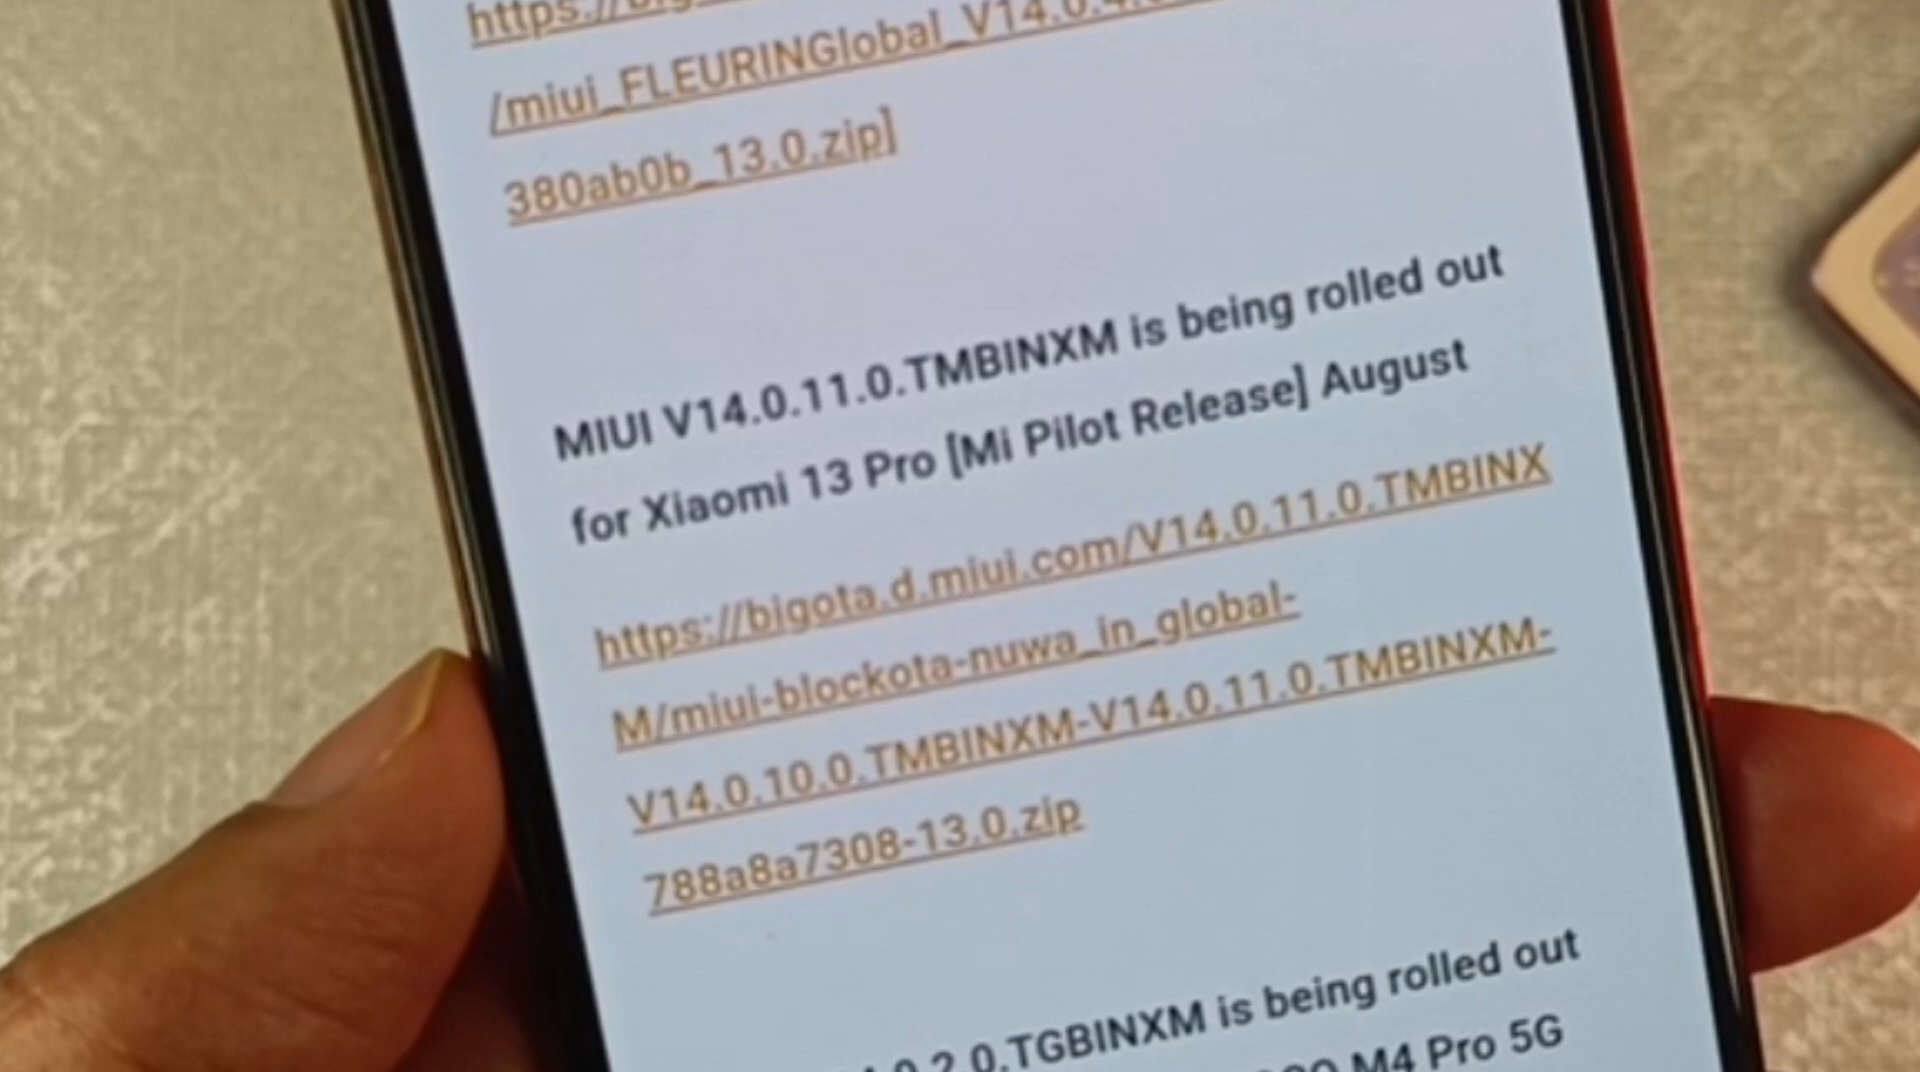 /miui_FLEURINGlobal_V14.0.4.
380ab0b_13.0.zip]
MIUI V14.0.11.0.TMBINXM is being rolled out
for Xiaomi 13 Pro [Mi Pilot Release] August
https://bigota.d.miui.com/V14.0.11.0.TMBINX
M/miui-blockota-nuwa_in_global-
V14.0.10.0.TMBINXM-V14.0.11.0.TMBINXM-
788a8a7308-13.0.zip
.0.2.0.TGBINXM is being rolled out
M4 Pro 5G